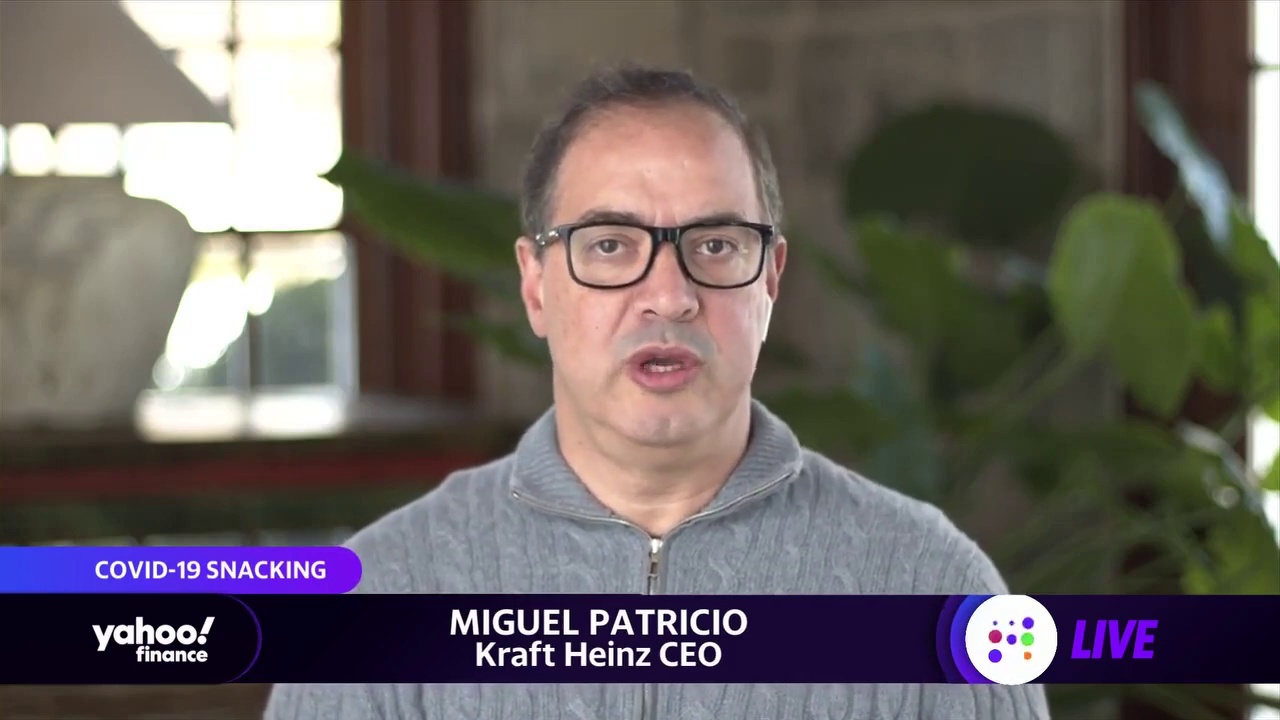 COVID-19 SNACKING
yahoo!
finance
MIGUEL PATRICIO
Kraft Heinz CEO
LIVE